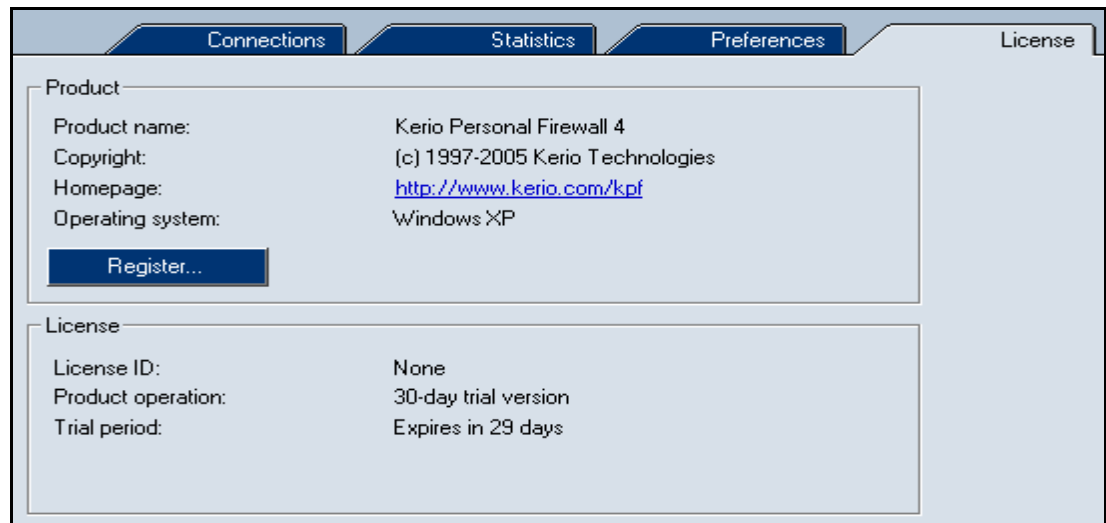 Connections Statistics Preferences License
Product
Product name: Kerio Personal Firewall 4
Copyright: (c) 1997-2005 Kerio Technologies
Homepage: http://www.kerio.com/kpf
Operating system: Windows XP
Register...
License
License ID: None
Product operation: 30-day trial version
Trial period: Expires in 29 days